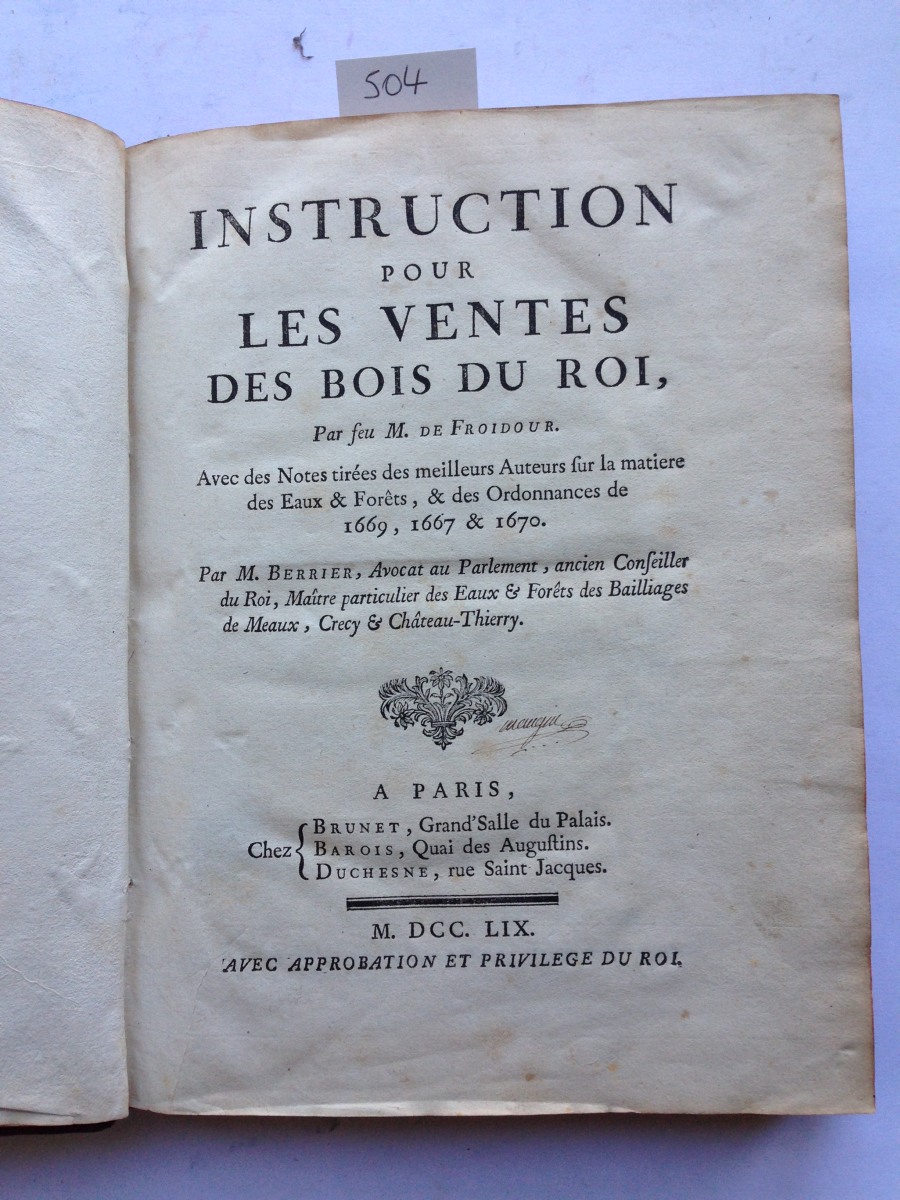 504
INSTRUCTION
POUR
LES VENTES
DES BOIS DU ROI,
Par feu M. DE FROIDOUR.
Avec des Notes tirées des meilleurs Auteurs ſur la matiere
des Eaux & Forêts, & des Ordonnances de
1669, 1667 & 1670.
Par M. BERRIER, Avocat au Parlement, ancien Conſeiller
du Roi, Maître particulier des Eaux & Forêts des Bailliages
de Meaux, Crecy & Château-Thierry.
A PARIS,
BRUNET, Grand'Salle du Palais.
Chez { BAROIS, Quai des Auguſtins.
DUCHESNE, rue Saint Jacques.
M. DCC. LIX.
AVEC APPROBATION ET PRIVILEGE DU ROI.